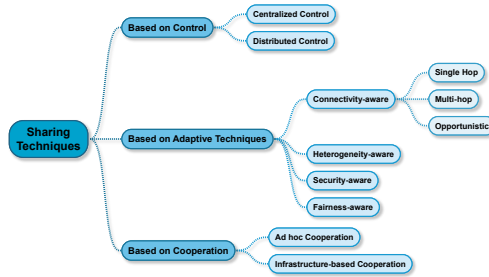 Based on Control
Centralized Control
Distributed Control
Sharing
Techniques
Based on Adaptive Techniques
Connectivity-aware
Single Hop
Multi-hop
Opportunistic
Heterogeneity-aware
Security-aware
Fairness-aware
Based on Cooperation
Ad hoc Cooperation
Infrastructure-based Cooperation